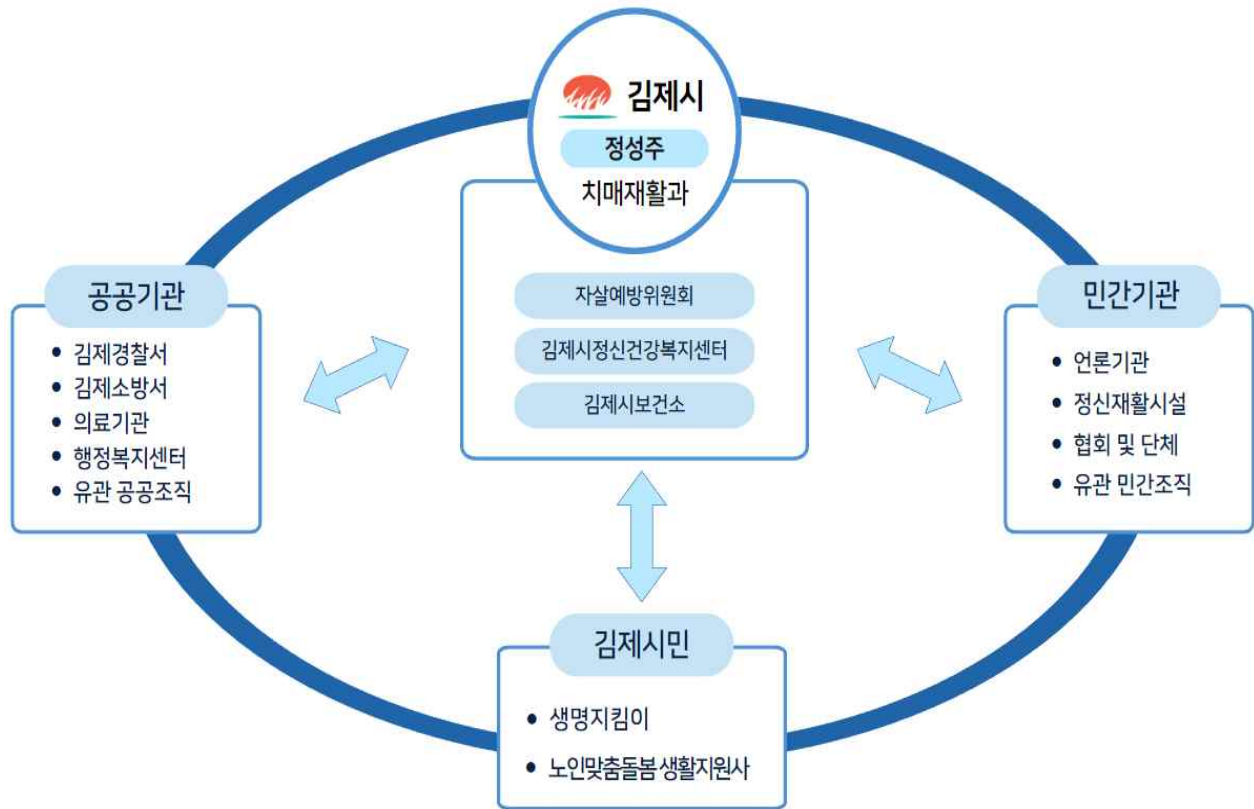 김제시
정성주
치매재활과
자살예방위원회
김제시정신건강복지센터
김제시보건소
공공기관
• 김제경찰서
• 김제소방서
• 의료기관
• 행정복지센터
• 유관 공공조직
민간기관
• 언론기관
• 정신재활시설
• 협회 및 단체
• 유관 민간조직
김제시민
• 생명지킴이
• 노인맞춤돌봄 생활지원사